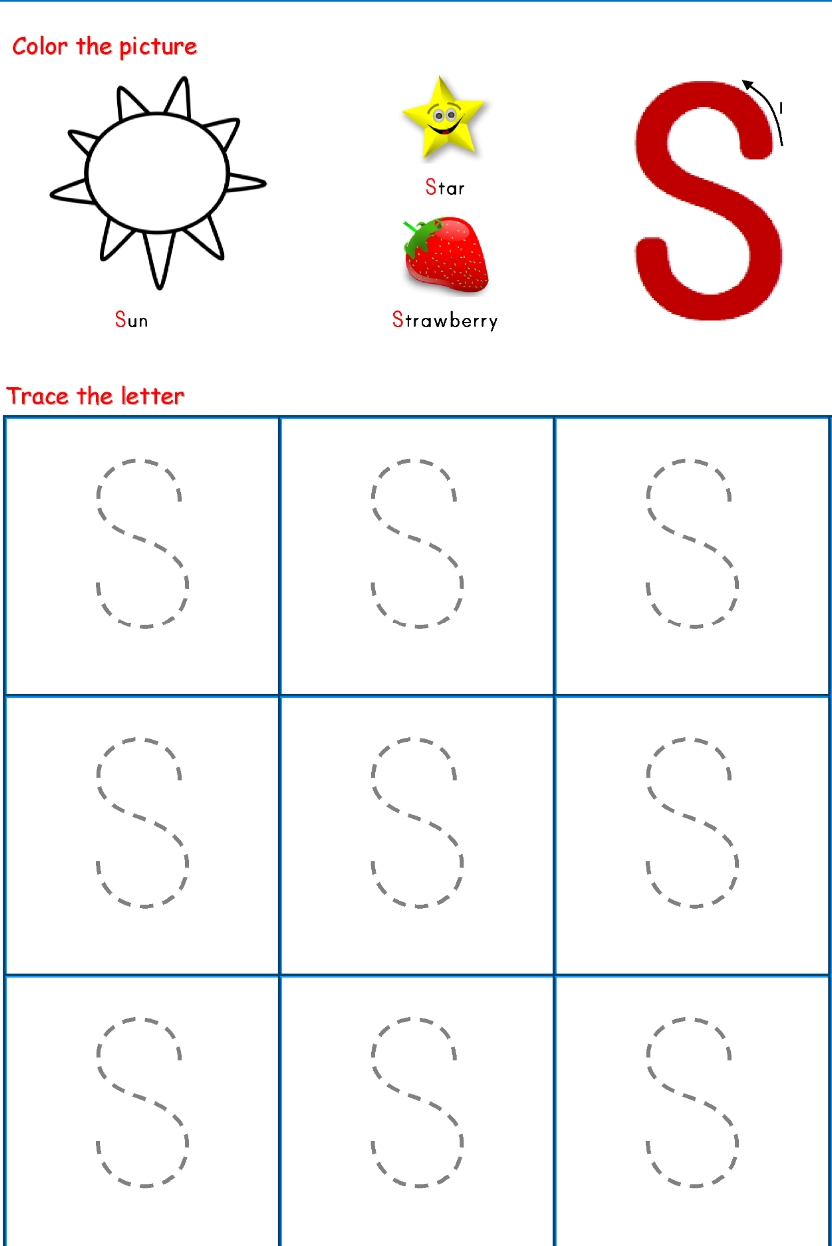 Color the picture
Star
Sun
Strawberry
S
1
Trace the letter
S S S
S S S
S S S